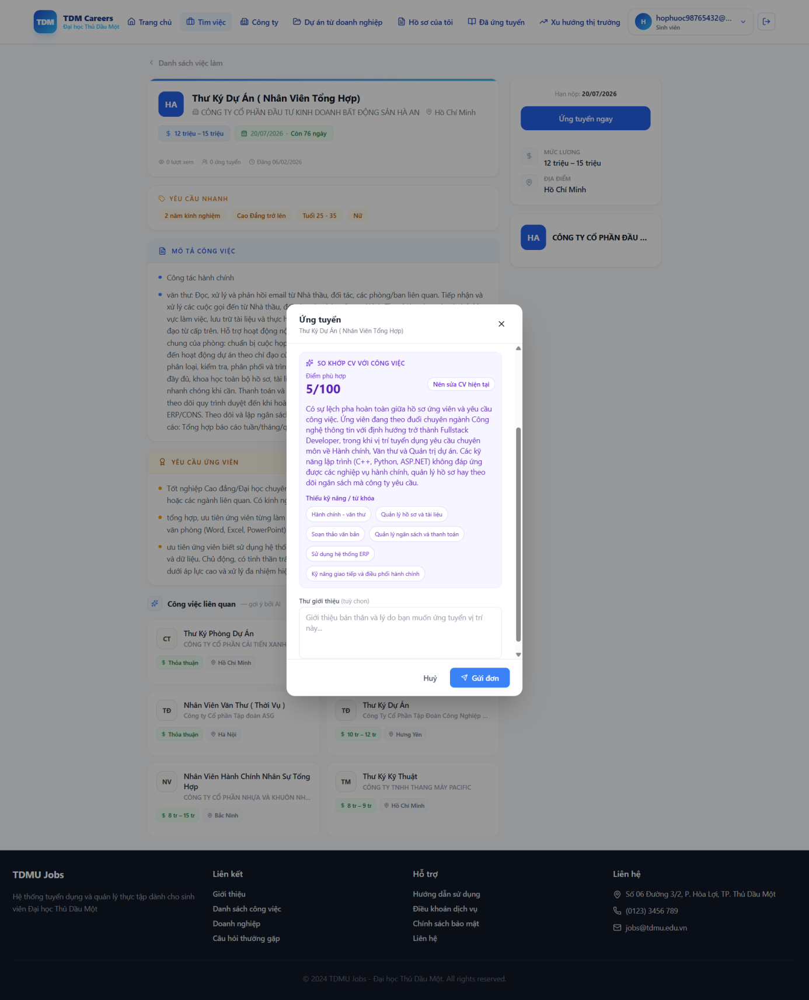 TDM
TDM Careers
Đại học Thủ Dầu Một
Trang chủ
Tìm việc
Công ty
Dự án từ doanh nghiệp
Hồ sơ của tôi
Đã ứng tuyển
Xu hướng thị trường
H
hophuoc98765432@...
Sinh viên
Danh sách việc làm
HA
Thư Ký Dự Án ( Nhân Viên Tổng Hợp)
CÔNG TY CỔ PHẦN ĐẦU TƯ KINH DOANH BẤT ĐỘNG SẢN HÀ AN
Hồ Chí Minh
12 triệu – 15 triệu
20/07/2026 · Còn 76 ngày
0 lượt xem
0 ứng tuyển
Đăng 06/02/2026
Hạn nộp: 20/07/2026
Ứng tuyển ngay
MỨC LƯƠNG
12 triệu – 15 triệu
ĐỊA ĐIỂM
Hồ Chí Minh
HA
CÔNG TY CỔ PHẦN ĐẦU ...
YÊU CẦU NHANH
2 năm kinh nghiệm
Cao Đẳng trở lên
Tuổi 25 - 35
Nữ
MÔ TẢ CÔNG VIỆC
Công tác hành chính
văn thư: Đọc, xử lý và phản hồi email từ Nhà thầu, đối tác, các phòng/ban liên quan. Tiếp nhận và
xử lý các cuộc gọi đến từ Nhà thầu,
vực làm việc, lưu trữ tài liệu và thực
đạo từ cấp trên. Hỗ trợ hoạt động
chung của phòng: chuẩn bị cuộc họp
đến hoạt động dự án theo chỉ đạo
phân loại, kiểm tra, phân phối và
đầy đủ, khoa học toàn bộ hồ sơ, tài
nhanh chóng khi cần. Thanh toán và
theo dõi quy trình duyệt đến khi
ERP/CONS. Theo dõi và lập ngân
cáo: Tổng hợp báo cáo tuần/tháng/
YÊU CẦU ỨNG VIÊN
Tốt nghiệp Cao đẳng/Đại học
hoặc các ngành liên quan. Có kinh
tổng hợp, ưu tiên ứng viên từng làm
văn phòng (Word, Excel, PowerPoint)
ưu tiên ứng viên biết sử dụng hệ
và dữ liệu. Chủ động, có tinh thần
dưới áp lực cao và xử lý đa nhiệm
Ứng tuyển
Thư Ký Dự Án ( Nhân Viên Tổng Hợp)
SO KHỚP CV VỚI CÔNG VIỆC
Điểm phù hợp
5/100
Nên sửa CV hiện tại
Có sự lệch pha hoàn toàn giữa hồ sơ ứng viên và yêu cầu
công việc. Ứng viên đang theo đuổi chuyên ngành Công
nghệ thông tin với định hướng trở thành Fullstack
Developer, trong khi vị trí tuyển dụng yêu cầu chuyên
môn về Hành chính, Văn thư và Quản trị dự án. Các kỹ
năng lập trình (C++, Python, ASP.NET) không đáp ứng
được các nghiệp vụ hành chính, quản lý hồ sơ hay theo
dõi ngân sách mà công ty yêu cầu.
Thiếu kỹ năng / từ khóa
Hành chính - văn thư
Quản lý hồ sơ và tài liệu
Soạn thảo văn bản
Quản lý ngân sách và thanh toán
Sử dụng hệ thống ERP
Kỹ năng giao tiếp và điều phối hành chính
Thư giới thiệu (tuỳ chọn)
Giới thiệu bản thân và lý do bạn muốn ứng tuyển vị trí
này...
Huỷ
Gửi đơn
Công việc liên quan — gợi ý bởi AI
CT
Thư Ký Phòng Dự Án
CÔNG TY CỔ PHẦN CẢI TIẾN XANH
Thỏa thuận
Hồ Chí Minh
TĐ
Nhân Viên Văn Thư ( Thời Vụ )
Công ty Cổ phần Tập đoàn ASG
Thỏa thuận
Hà Nội
TĐ
Thư Ký Dự Án
Công Ty Cổ Phần Tập Đoàn Công Nghiệp ...
10 tr – 12 tr
Hưng Yên
NV
Nhân Viên Hành Chính Nhân Sự Tổng
Hợp
CÔNG TY CỔ PHẦN NHỰA VÀ KHUÔN NH...
8 tr – 15 tr
Bắc Ninh
TM
Thư Ký Kỹ Thuật
CÔNG TY TNHH THANG MÁY PACIFIC
8 tr – 9 tr
Hồ Chí Minh
TDMU Jobs
Hệ thống tuyển dụng và quản lý thực tập dành cho sinh
viên Đại học Thủ Dầu Một
Liên kết
Giới thiệu
Danh sách công việc
Doanh nghiệp
Câu hỏi thường gặp
Hỗ trợ
Hướng dẫn sử dụng
Điều khoản dịch vụ
Chính sách bảo mật
Liên hệ
Liên hệ
Số 06 Đường 3/2, P. Hòa Lợi, TP. Thủ Dầu Một
(0123) 3456 789
jobs@tdmu.edu.vn
© 2024 TDMU Jobs - Đại học Thủ Dầu Một. All rights reserved.